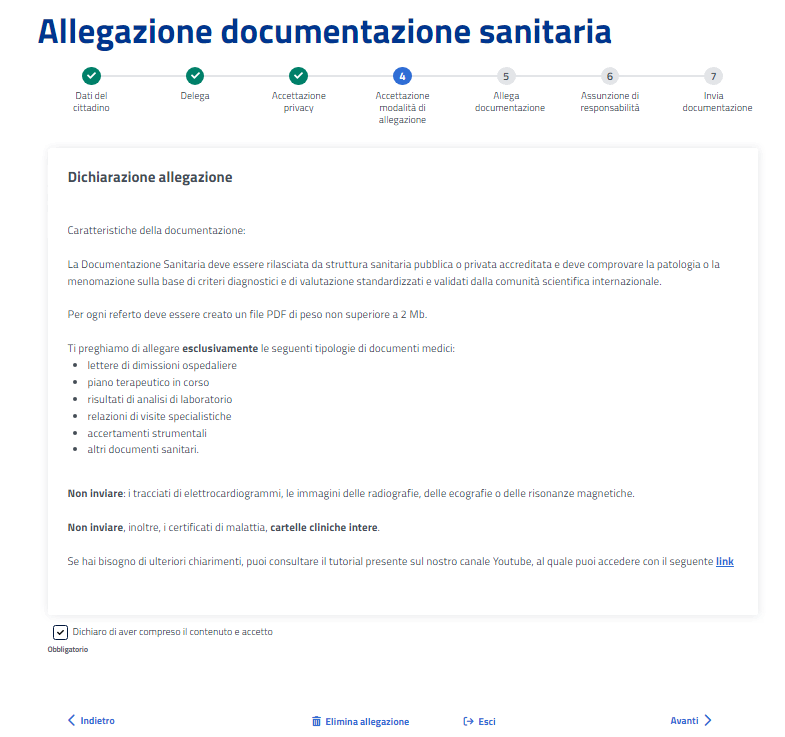 Allegazione documentazione sanitaria
4 5 6 7
Dati del
cittadino
Delega
Accettazione
privacy
Accettazione
modalità di
allegazione
Allega
documentazione
Assunzione di
responsabilità
Invia
documentazione
Dichiarazione allegazione
Caratteristiche della documentazione:
La Documentazione Sanitaria deve essere rilasciata da struttura sanitaria pubblica o privata accreditata e deve comprovare la patologia o la
menomazione sulla base di criteri diagnostici e di valutazione standardizzati e validati dalla comunità scientifica internazionale.
Per ogni referto deve essere creato un file PDF di peso non superiore a 2 Mb.
Ti preghiamo di allegare esclusivamente le seguenti tipologie di documenti medici:
• lettere di dimissioni ospedaliere
• piano terapeutico in corso
• risultati di analisi di laboratorio
• relazioni di visite specialistiche
• accertamenti strumentali
• altri documenti sanitari.
Non inviare: i tracciati di elettrocardiogrammi, le immagini delle radiografie, delle ecografie o delle risonanze magnetiche.
Non inviare, inoltre, i certificati di malattia, cartelle cliniche intere.
Se hai bisogno di ulteriori chiarimenti, puoi consultare il tutorial presente sul nostro canale Youtube, al quale puoi accedere con il seguente link
Dichiaro di aver compreso il contenuto e accetto
Obbligatorio
Indietro
Elimina allegazione
Esci
Avanti